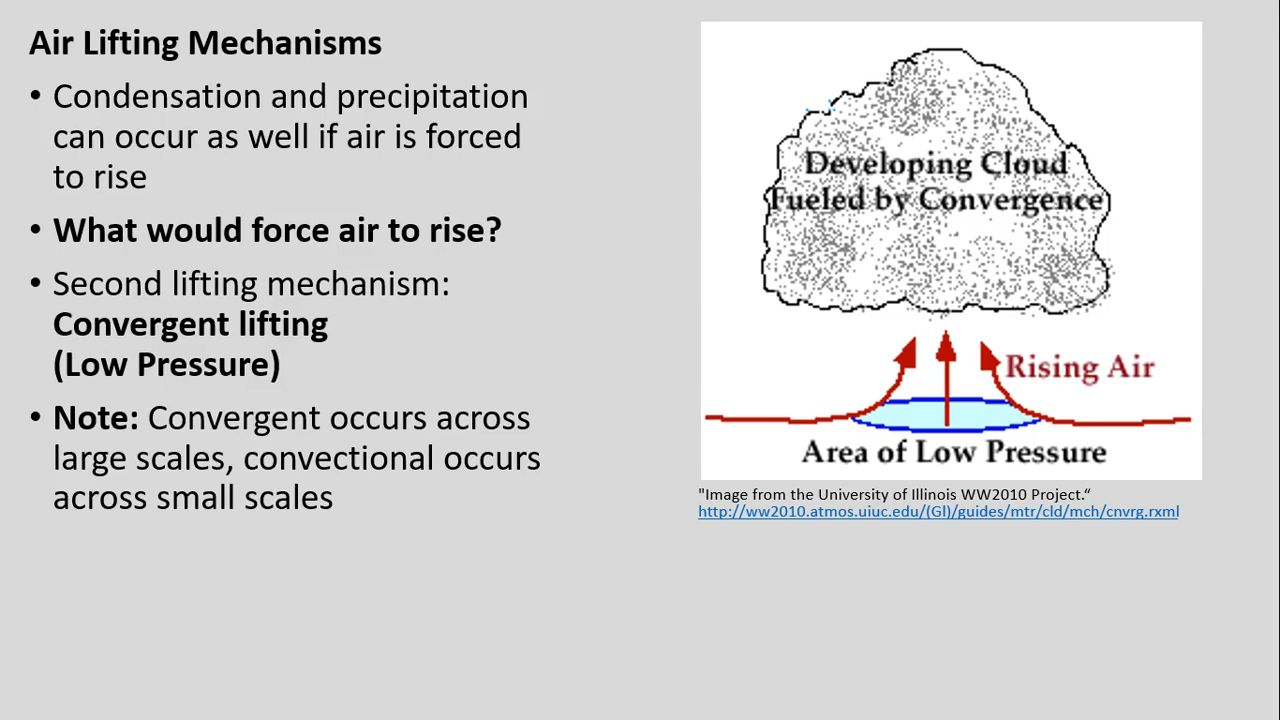 Air Lifting Mechanisms
• Condensation and precipitation
can occur as well if air is forced
to rise
• What would force air to rise?
• Second lifting mechanism:
Convergent lifting
(Low Pressure)
• Note: Convergent occurs across
large scales, convectional occurs
across small scales
Developing Cloud
Fueled by Convergence
Rising Air
Area of Low Pressure
"Image from the University of Illinois WW2010 Project.“
http://ww2010.atmos.uiuc.edu/(Gl)/guides/mtr/cld/mch/cnvrg.rxml